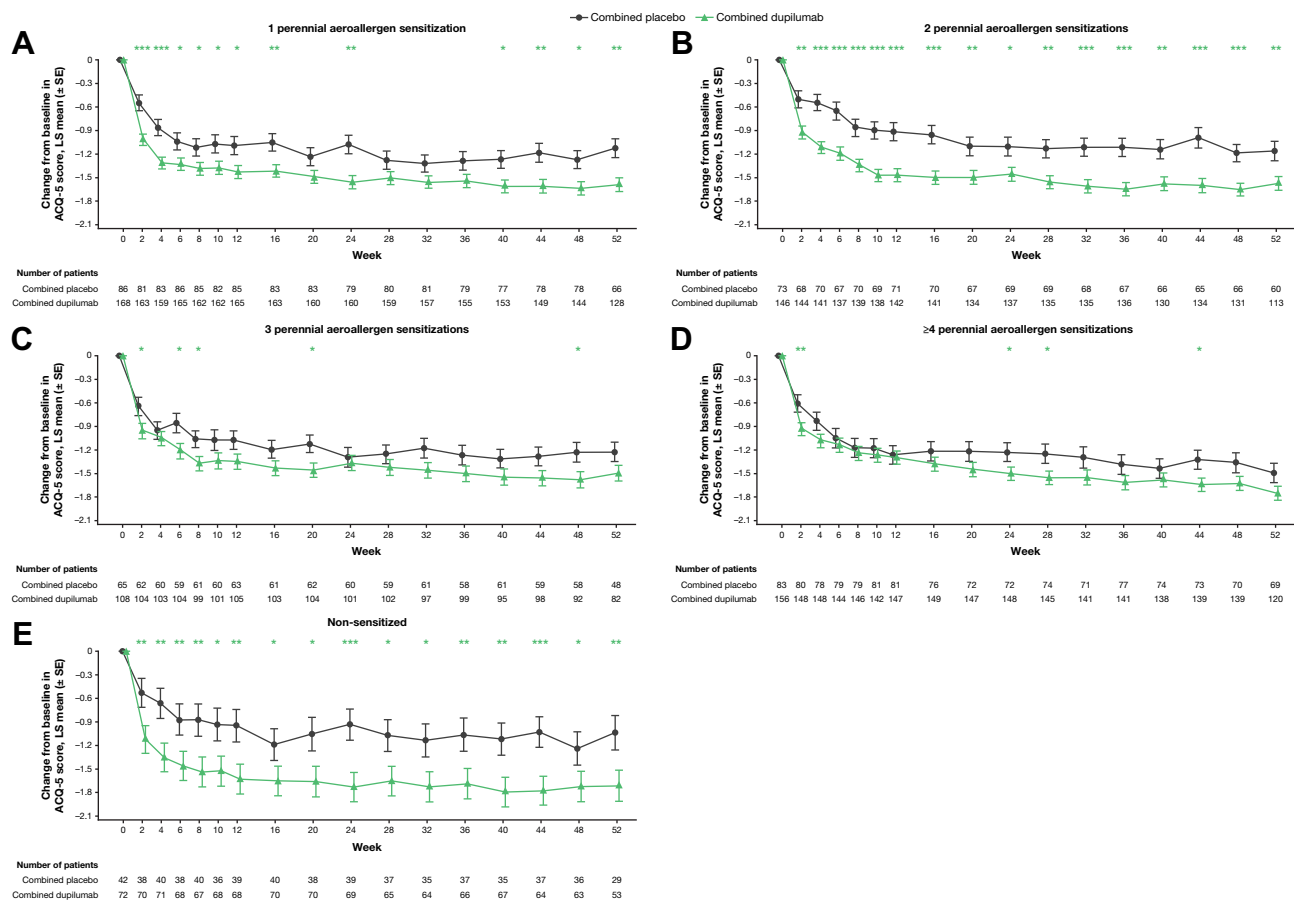 Combined placebo Combined dupilumab
A
1 perennial aeroallergen sensitization
*** *** * * * * ** ** * ** * **
Change from baseline in
ACQ-5 score, LS mean (± SE)
0
−0.3
−0.6
−0.9
−1.2
−1.5
−1.8
−2.1
0 2 4 6 8 10 12 16 20 24 28 32 36 40 44 48 52
Week
Number of patients
Combined placebo 86 81 83 86 85 82 85 83 83 79 80 81 79 77 78 78 66
Combined dupilumab 168 163 159 165 162 162 165 163 160 160 159 157 155 153 149 144 128
B
2 perennial aeroallergen sensitizations
** *** *** *** *** *** *** ** * ** *** *** ** *** *** **
Change from baseline in
ACQ-5 score, LS mean (± SE)
0
−0.3
−0.6
−0.9
−1.2
−1.5
−1.8
−2.1
0 2 4 6 8 10 12 16 20 24 28 32 36 40 44 48 52
Week
Number of patients
Combined placebo 73 68 70 67 70 69 71 70 67 69 69 68 67 66 65 66 60
Combined dupilumab 146 144 141 137 139 138 142 141 134 137 135 135 136 130 134 131 113
C
3 perennial aeroallergen sensitizations
* * * * *
Change from baseline in
ACQ-5 score, LS mean (± SE)
0
−0.3
−0.6
−0.9
−1.2
−1.5
−1.8
−2.1
0 2 4 6 8 10 12 16 20 24 28 32 36 40 44 48 52
Week
Number of patients
Combined placebo 65 62 60 59 61 60 63 61 62 60 59 61 58 61 59 58 48
Combined dupilumab 108 104 103 104 99 101 105 103 104 101 102 97 99 95 98 92 82
D
≥4 perennial aeroallergen sensitizations
** * * *
Change from baseline in
ACQ-5 score, LS mean (± SE)
0
−0.3
−0.6
−0.9
−1.2
−1.5
−1.8
−2.1
0 2 4 6 8 10 12 16 20 24 28 32 36 40 44 48 52
Week
Number of patients
Combined placebo 83 80 78 79 79 81 81 76 72 72 74 71 77 74 73 70 69
Combined dupilumab 156 148 148 144 146 142 147 149 147 148 145 141 141 138 139 139 120
E
Non-sensitized
** ** ** ** * ** * * *** * * ** ** *** * **
Change from baseline in
ACQ-5 score, LS mean (± SE)
0
−0.3
−0.6
−0.9
−1.2
−1.5
−1.8
−2.1
0 2 4 6 8 10 12 16 20 24 28 32 36 40 44 48 52
Week
Number of patients
Combined placebo 42 38 40 38 40 36 39 40 38 39 37 35 37 35 37 36 29
Combined dupilumab 72 70 71 68 67 68 68 70 70 69 65 64 66 67 64 63 53